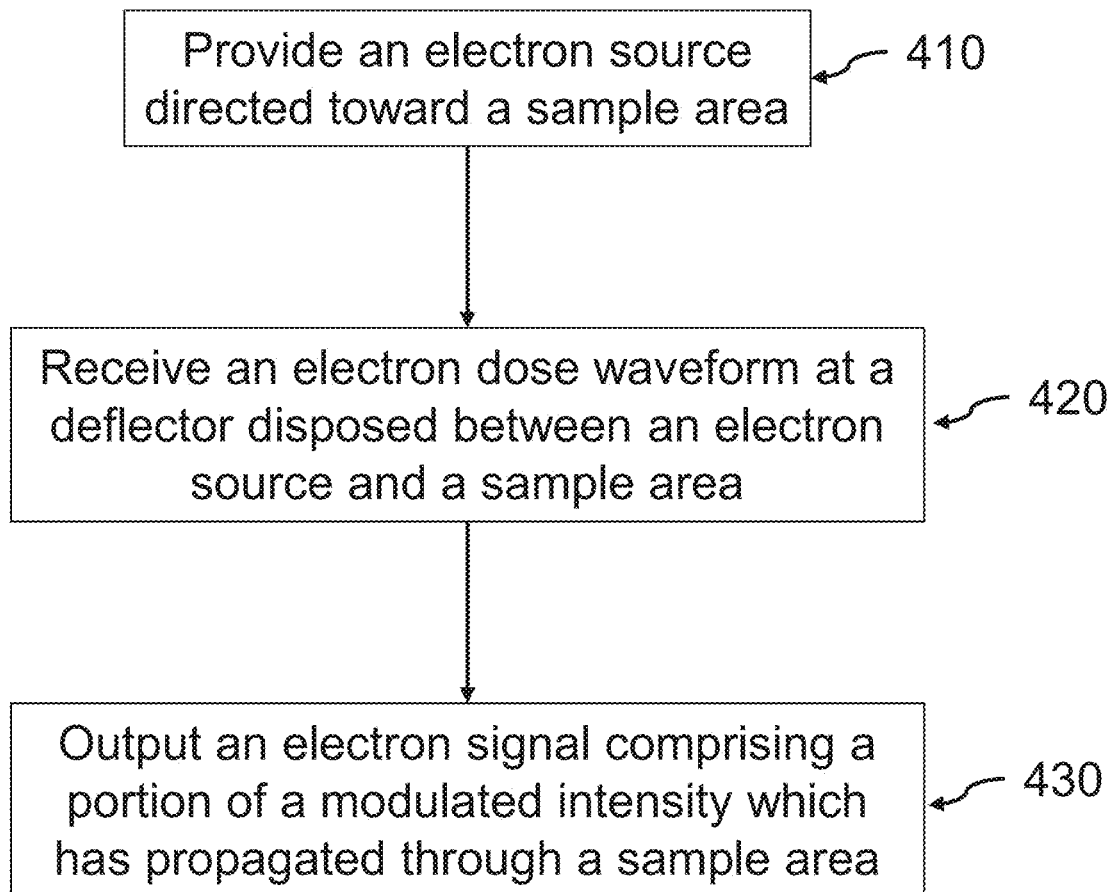 Provide an electron source
directed toward a sample area
410
Receive an electron dose waveform at a
deflector disposed between an electron
source and a sample area
420
Output an electron signal comprising a
portion of a modulated intensity which
has propagated through a sample area
430